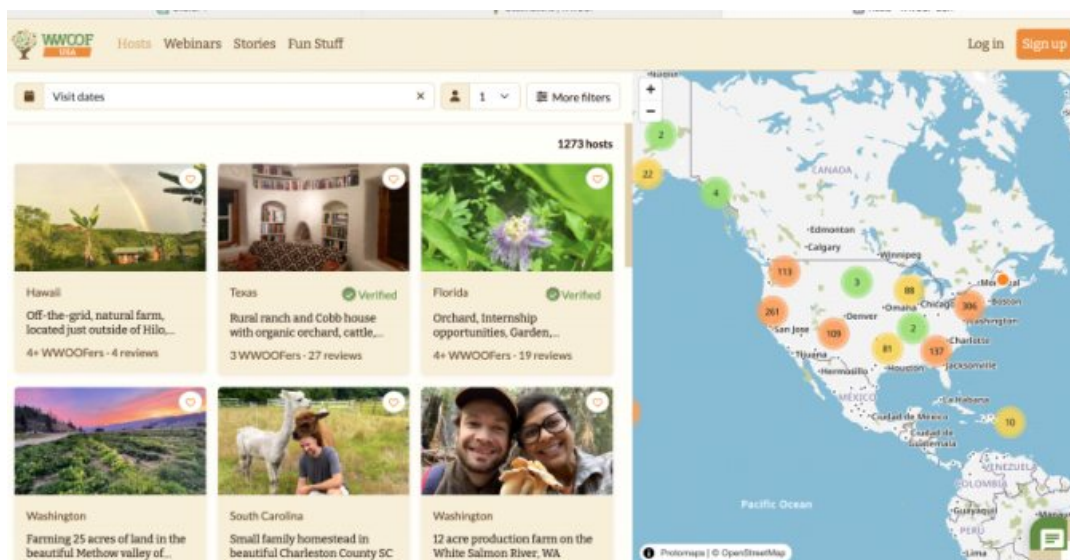 WWOOF
USA
Hosts Webinars Stories Fun Stuff
Log in Sign up
Visit dates
1
More filters
1273 hosts
Hawaii
Off-the-grid, natural farm,
located just outside of Hilo,...
4+ WWOOFers - 4 reviews
Texas
Verified
Rural ranch and Cobb house
with organic orchard, cattle,...
3 WWOOFers - 27 reviews
Florida
Verified
Orchard, Internship
opportunities, Garden,...
4+ WWOOFers - 19 reviews
Washington
Farming 25 acres of land in the
beautiful Methow valley of...
South Carolina
Small family homestead in
beautiful Charleston County SC
Washington
12 acre production farm on the
White Salmon River, WA
+
−
2
22
4
CANADA
Edmonton
Calgary
Winnipeg
113
3
88
306
Boston
Omaha
Chicago
261
Denver
Washington
San Jose
109
2
Charlotte
81
137
Tijuana
Houston
Jacksonville
Hermosillo
MÉXICO
La Habana
Ciudad de México
10
Ciudad de
Guatemala
VENEZUELA
COLOMBIA
Guayaquil
Pacific Ocean
PERÚ
Lima
Protomaps | © OpenStreetMap